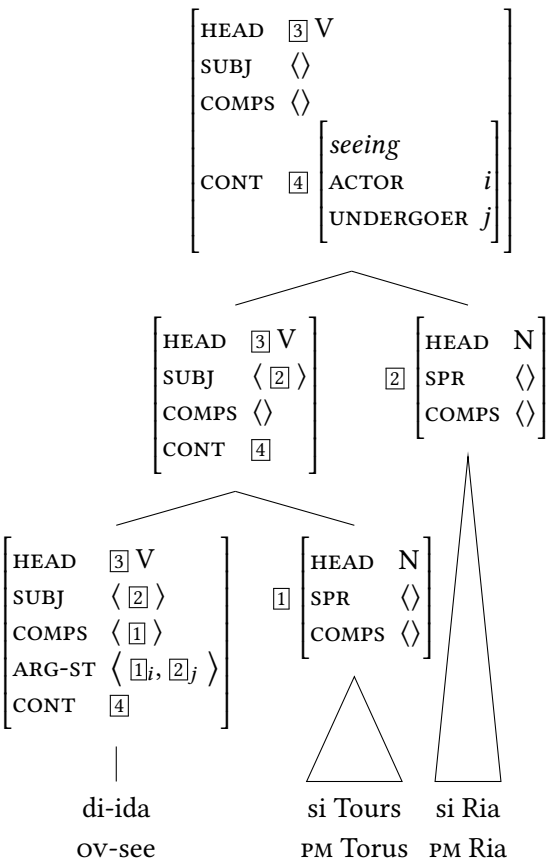 HEAD 3 V
SUBJ ⟨⟩
COMPS ⟨⟩
seeing
CONT 4 ACTOR i
UNDERGOER j
HEAD 3 V HEAD N
SUBJ ⟨ 2 ⟩ 2 SPR ⟨⟩
COMPS ⟨⟩ COMPS ⟨⟩
CONT 4
HEAD 3 V HEAD N
SUBJ ⟨ 2 ⟩ 1 SPR ⟨⟩
COMPS ⟨ 1 ⟩ COMPS ⟨⟩
ARG-ST ⟨ 1i, 2j ⟩
CONT 4
di-ida si Tours si Ria
OV-see PM Torus PM Ria